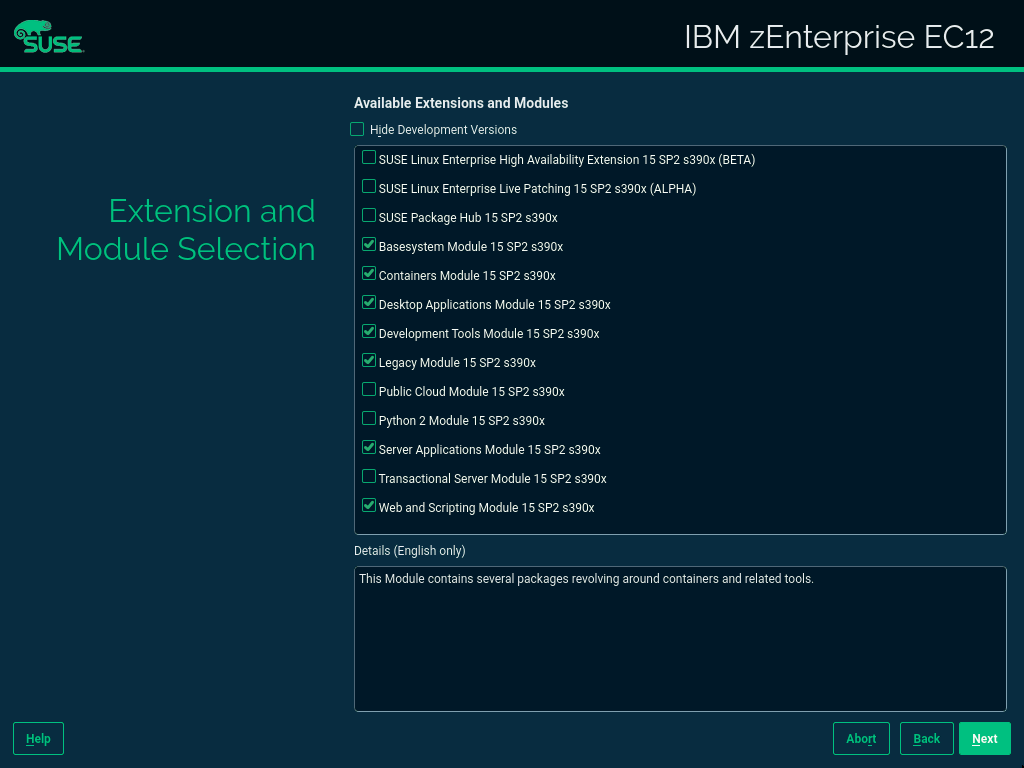 SUSE
IBM zEnterprise EC12
Extension and
Module Selection
Available Extensions and Modules
Hide Development Versions
SUSE Linux Enterprise High Availability Extension 15 SP2 s390x (BETA)
SUSE Linux Enterprise Live Patching 15 SP2 s390x (ALPHA)
SUSE Package Hub 15 SP2 s390x
Basesystem Module 15 SP2 s390x
Containers Module 15 SP2 s390x
Desktop Applications Module 15 SP2 s390x
Development Tools Module 15 SP2 s390x
Legacy Module 15 SP2 s390x
Public Cloud Module 15 SP2 s390x
Python 2 Module 15 SP2 s390x
Server Applications Module 15 SP2 s390x
Transactional Server Module 15 SP2 s390x
Web and Scripting Module 15 SP2 s390x
Details (English only)
This Module contains several packages revolving around containers and related tools.
Help
Abort
Back
Next